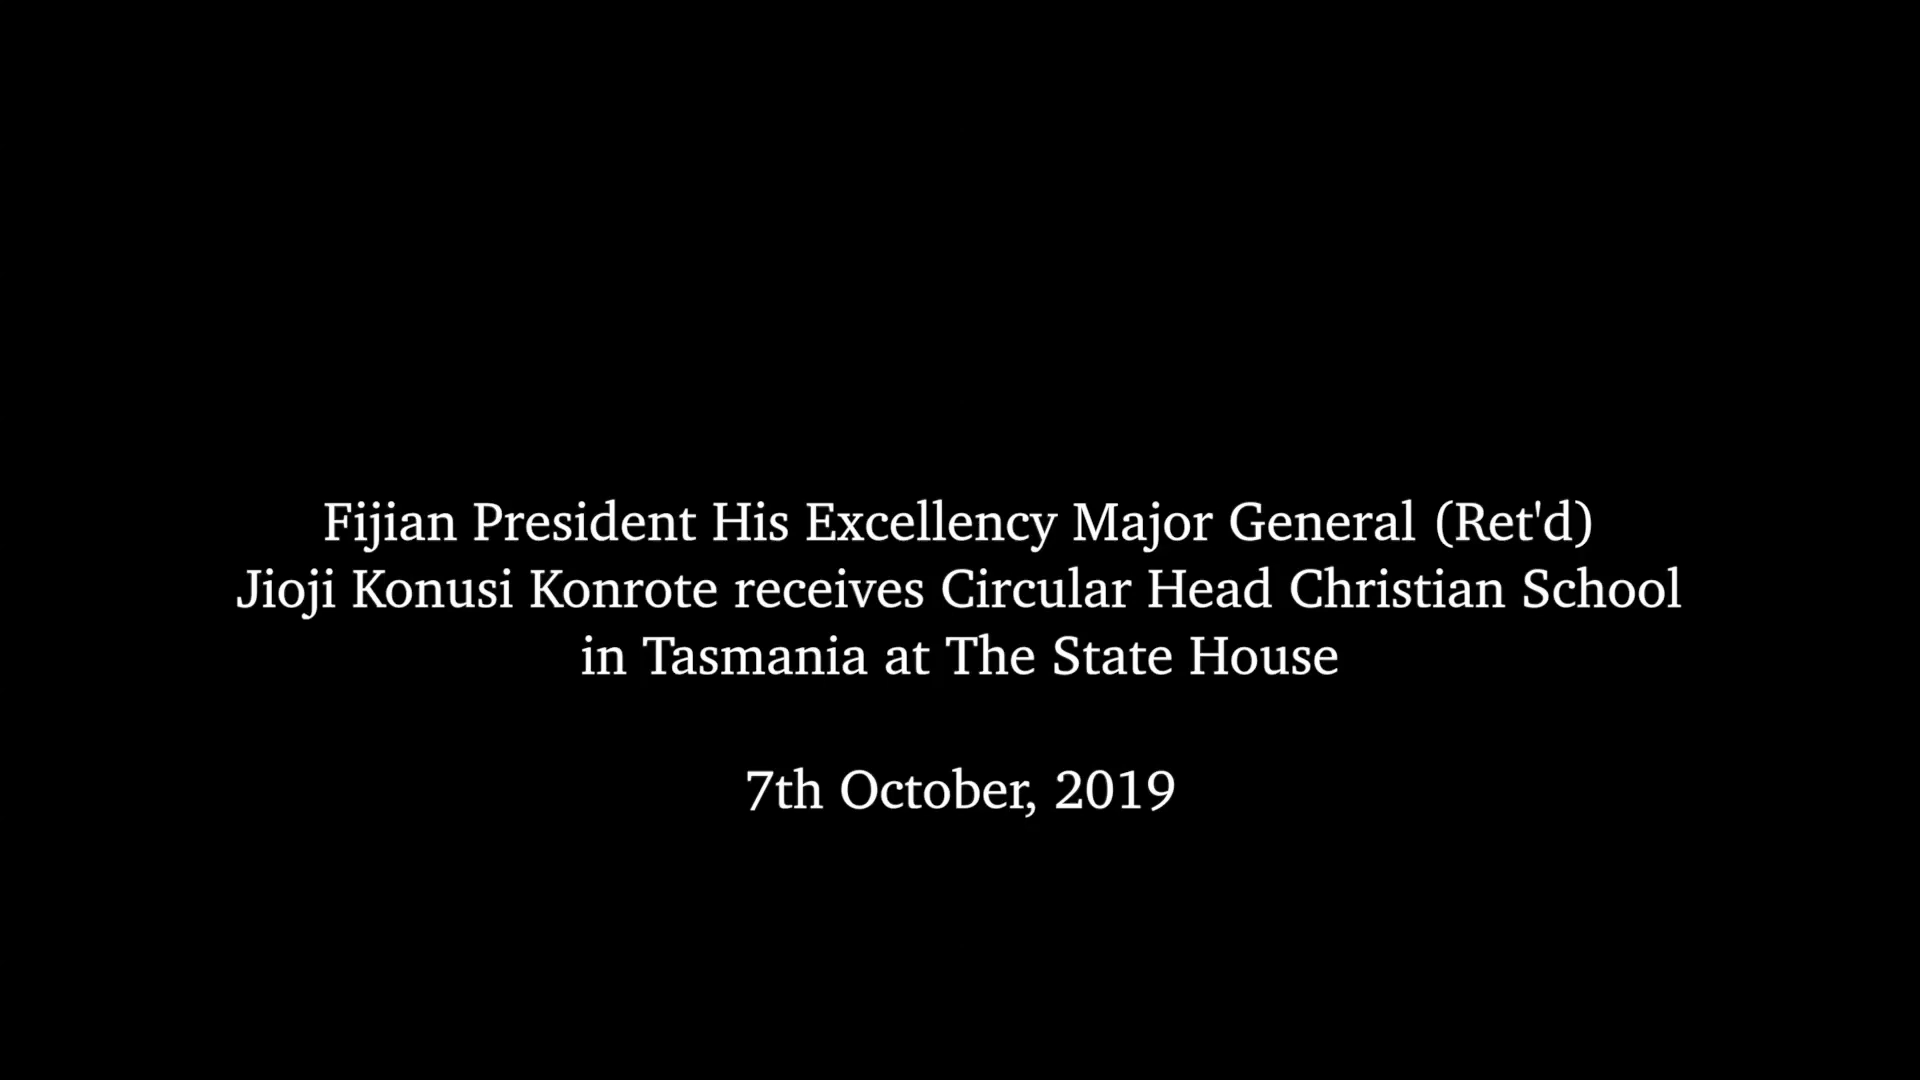 Fijian President His Excellency Major General (Ret'd)
Jioji Konusi Konrote receives Circular Head Christian School
in Tasmania at The State House
7th October, 2019